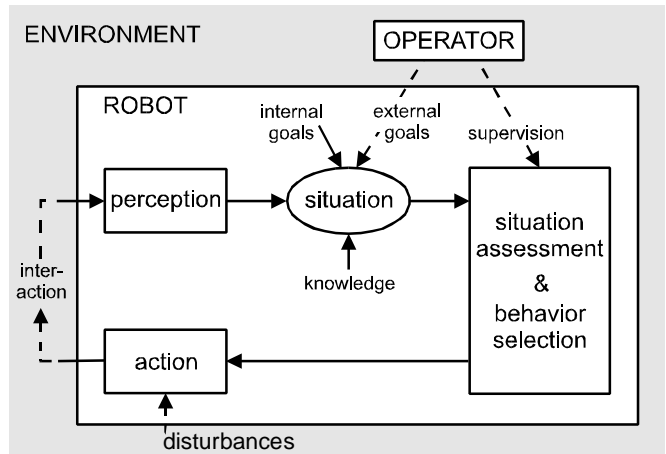 ENVIRONMENT
OPERATOR
ROBOT
internal
goals
external
goals
supervision
perception
situation
situation
assessment
&
behavior
selection
inter-
action
knowledge
action
disturbances